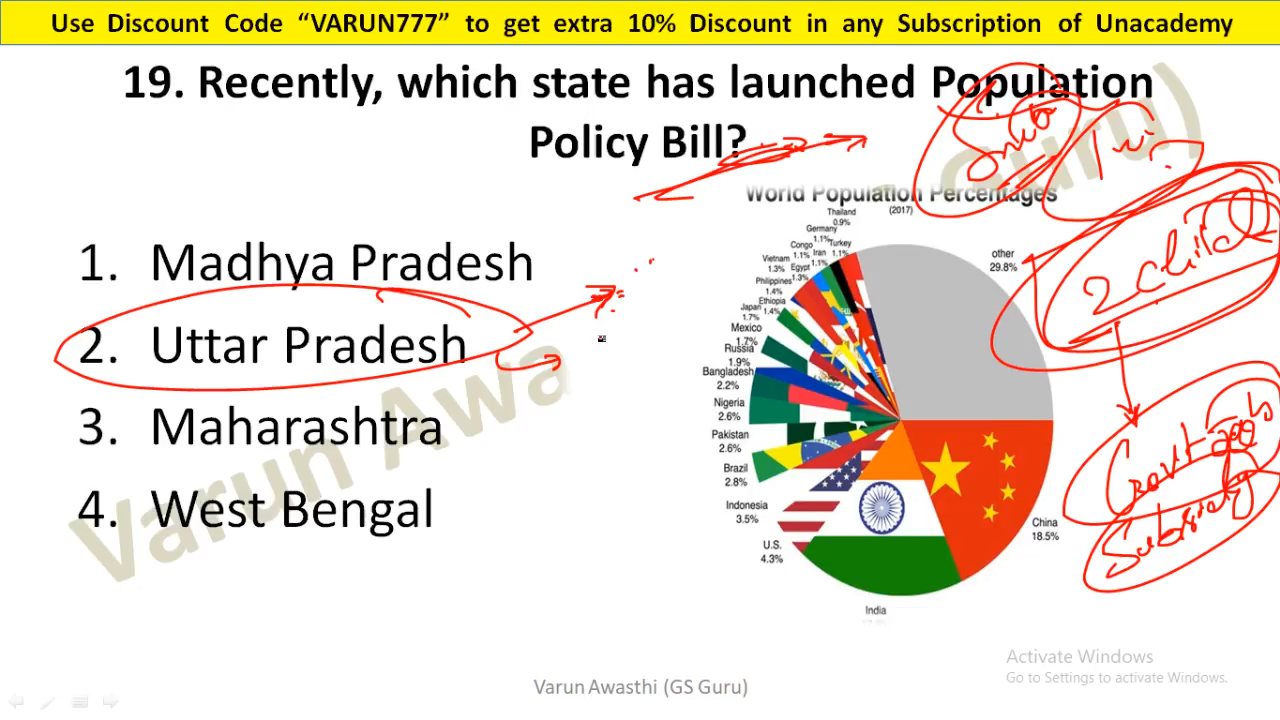 Use Discount Code “VARUN777” to get extra 10% Discount in any Subscription of Unacademy
19. Recently, which state has launched Population
Policy Bill?
1. Madhya Pradesh
2. Uttar Pradesh
3. Maharashtra
4. West Bengal
World Population Percentages
(2017)
Thailand
0.9%
Germany
1.1%
Turkey
1.1%
Congo
1.1%
Iran
1.1%
Vietnam
1.3%
Egypt
1.3%
Philippines
1.4%
Ethiopia
1.4%
Japan
1.7%
Mexico
1.7%
Russia
1.9%
Bangladesh
2.2%
Nigeria
2.6%
Pakistan
2.6%
Brazil
2.8%
Indonesia
3.5%
U.S.
4.3%
India
China
18.5%
other
29.8%
2 Child
Govt Jobs
Subsidy
Varun Awa
Guru)
Activate Windows
Go to Settings to activate Windows.
Varun Awasthi (GS Guru)